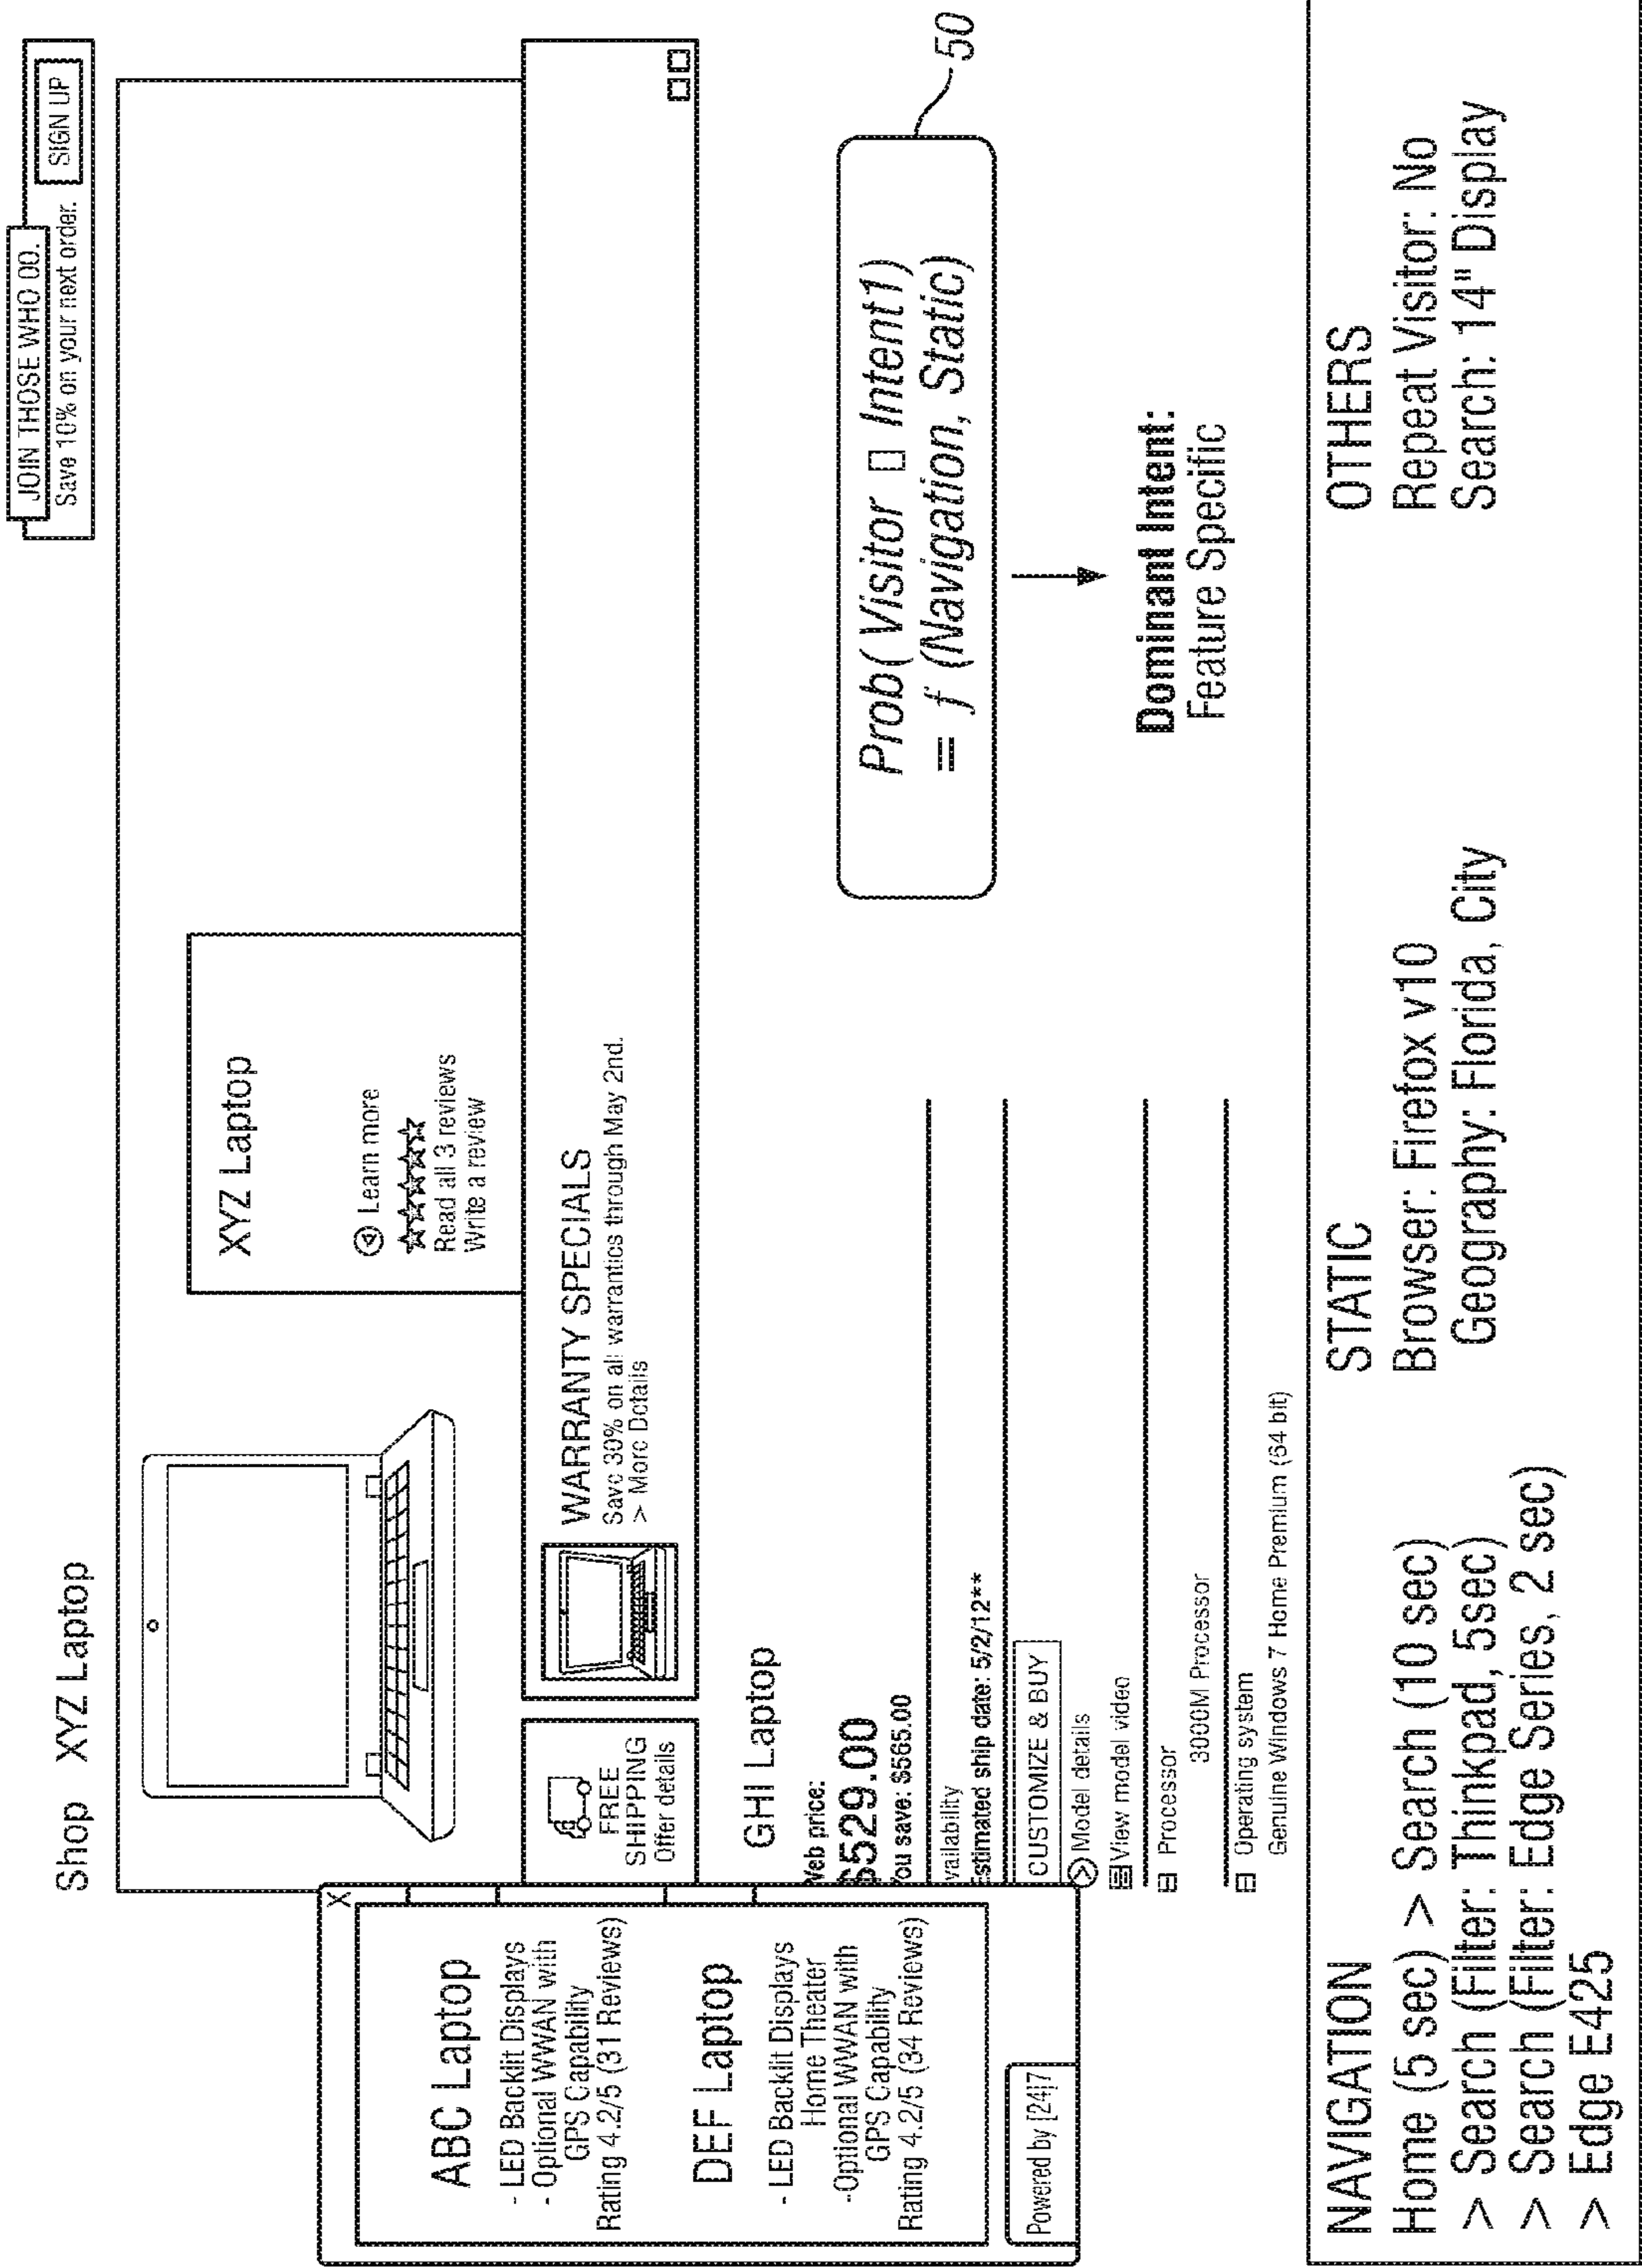 JOIN THOSE WHO 00.
Save 10% on your next order.
SIGN UP
Shop XYZ Laptop
XYZ Laptop
Learn more
Read all 3 reviews
Write a review
FREE
SHIPPING
Offer details
WARRANTY SPECIALS
Save 30% on all warrantics through May 2nd.
> More Details
X
ABC Laptop
- LED Backlit Displays
- Optional WWAN with
GPS Capability
Rating 4.2/5 (31 Reviews)
DEF Laptop
- LED Backlit Displays
Home Theater
-Optional WWAN with
GPS Capability
Rating 4.2/5 (34 Reviews)
Powered by [24]7
GHI Laptop
Web price:
$529.00
You save: $565.00
vailability
Estimated ship date: 5/2/12**
CUSTOMIZE & BUY
Model details
View model video
Processor
3000M Processor
Operating system
Genuine Windows 7 Home Premium (64 bit)
Prob( Visitor □ Intent1)
= f (Navigation, Static)
50
Dominant Intent:
Feature Specific
NAVIGATION
Home (5 sec) > Search (10 sec)
> Search (Filter: Thinkpad, 5sec)
> Search (Filter: Edge Series, 2 sec)
> Edge E425
STATIC
Browser: Firefox v10
Geography: Florida, City
OTHERS
Repeat Visitor: No
Search: 14" Display